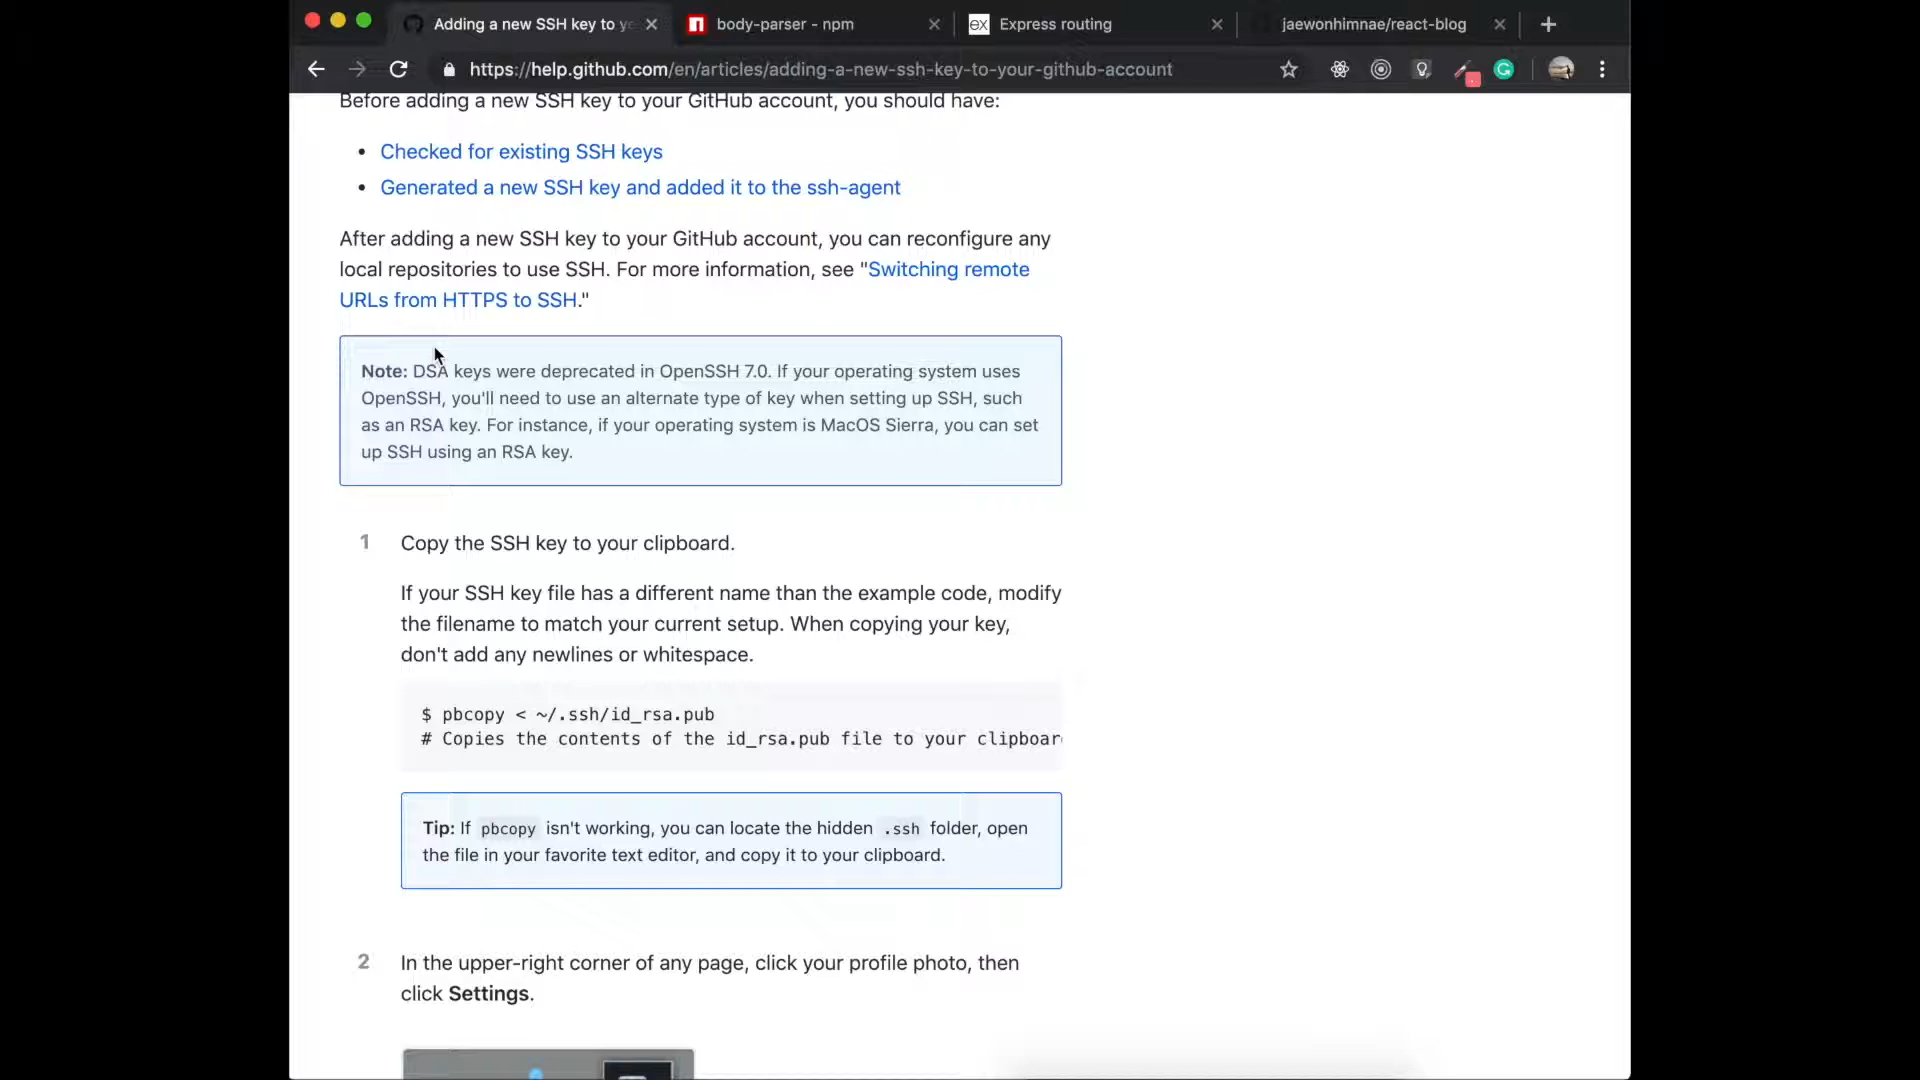 Adding a new SSH key to y
body-parser - npm
ex Express routing
jaewonhimnae/react-blog
https://help.github.com/en/articles/adding-a-new-ssh-key-to-your-github-account
Before adding a new SSH key to your GitHub account, you should have:
• Checked for existing SSH keys
• Generated a new SSH key and added it to the ssh-agent
After adding a new SSH key to your GitHub account, you can reconfigure any
local repositories to use SSH. For more information, see "Switching remote
URLs from HTTPS to SSH."
Note: DSA keys were deprecated in OpenSSH 7.0. If your operating system uses
OpenSSH, you'll need to use an alternate type of key when setting up SSH, such
as an RSA key. For instance, if your operating system is MacOS Sierra, you can set
up SSH using an RSA key.
1 Copy the SSH key to your clipboard.
If your SSH key file has a different name than the example code, modify
the filename to match your current setup. When copying your key,
don't add any newlines or whitespace.
$ pbcopy < ~/.ssh/id_rsa.pub
# Copies the contents of the id_rsa.pub file to your clipboar
Tip: If pbcopy isn't working, you can locate the hidden .ssh folder, open
the file in your favorite text editor, and copy it to your clipboard.
2 In the upper-right corner of any page, click your profile photo, then
click Settings.